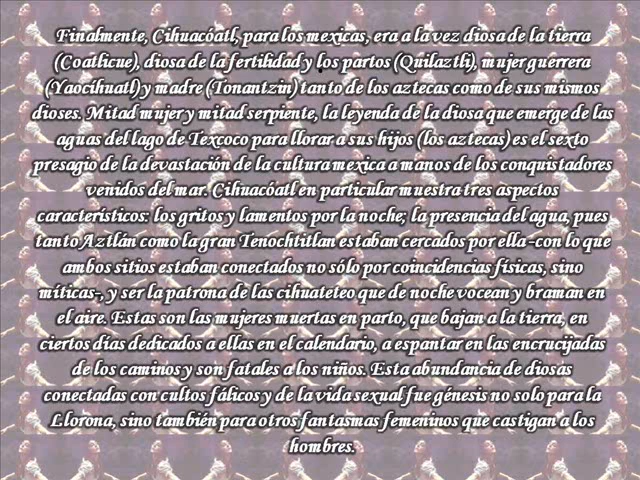 Finalmente, Cihuacóatl, para los mexicas, era a la vez diosa de la tierra
(Coatlicue), diosa de la fertilidad y los partos (Quilaztli), mujer guerrera
(Yaocihuatl) y madre (Tonantzin) tanto de los aztecas como de sus mismos
dioses. Mitad mujer y mitad serpiente, la leyenda de la diosa que emerge de las
aguas del lago de Texcoco para llorar a sus hijos (los aztecas) es el sexto
presagio de la devastación de la cultura mexica a manos de los conquistadores
venidos del mar. Cihuacóatl en particular muestra tres aspectos
característicos: los gritos y lamentos por la noche; la presencia del agua, pues
tanto Aztlán como la gran Tenochtitlan estaban cercados por ella -con lo que
ambos sitios estaban conectados no sólo por coincidencias físicas, sino
míticas-, y ser la patrona de las cihuateteo que de noche vocean y braman en
el aire. Estas son las mujeres muertas en parto, que bajan a la tierra, en
ciertos días dedicados a ellas en el calendario, a espantar en las encrucijadas
de los caminos y son fatales a los niños. Esta abundancia de diosas
conectadas con cultos fálicos y de la vida sexual fue génesis no solo para la
Llorona, sino también para otros fantasmas femeninos que castigan a los
hombres.